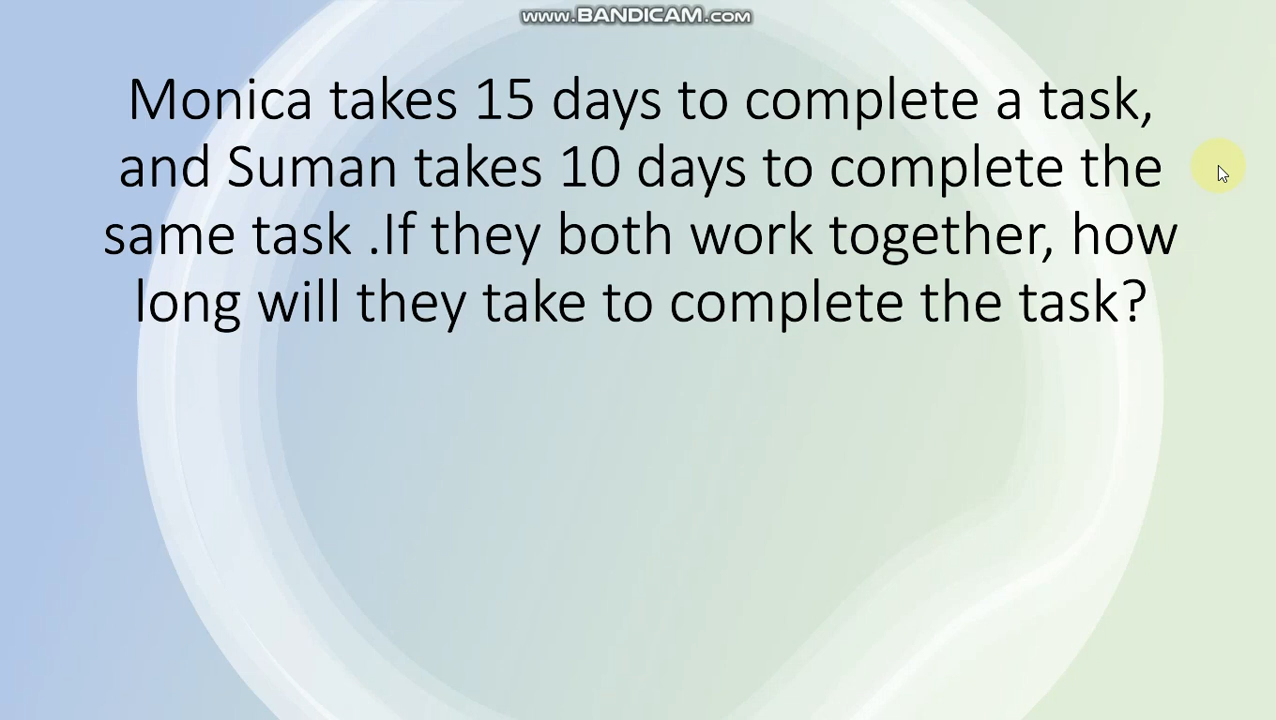 www.BANDICAM.com
Monica takes 15 days to complete a task,
and Suman takes 10 days to complete the
same task .If they both work together, how
long will they take to complete the task?